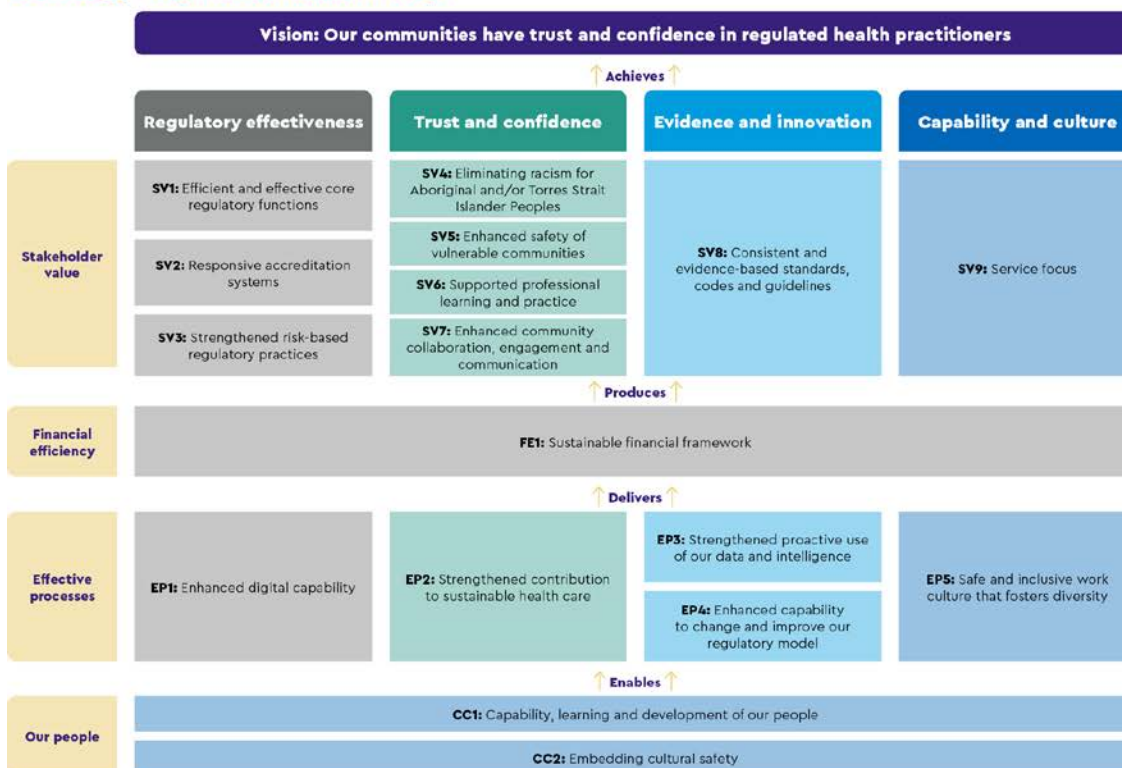 Vision: Our communities have trust and confidence in regulated health practitioners
↑ Achieves ↑
Regulatory effectiveness
Trust and confidence
Evidence and innovation
Capability and culture
Stakeholder
value
SV1: Efficient and effective core
regulatory functions
SV2: Responsive accreditation
systems
SV3: Strengthened risk-based
regulatory practices
SV4: Eliminating racism for
Aboriginal and/or Torres Strait
Islander Peoples
SV5: Enhanced safety of
vulnerable communities
SV6: Supported professional
learning and practice
SV7: Enhanced community
collaboration, engagement and
communication
SV8: Consistent and
evidence-based standards,
codes and guidelines
SV9: Service focus
↑ Produces ↑
Financial
efficiency
FE1: Sustainable financial framework
↑ Delivers ↑
Effective
processes
EP1: Enhanced digital capability
EP2: Strengthened contribution
to sustainable health care
EP3: Strengthened proactive use
of our data and intelligence
EP4: Enhanced capability
to change and improve our
regulatory model
EP5: Safe and inclusive work
culture that fosters diversity
↑ Enables ↑
Our people
CC1: Capability, learning and development of our people
CC2: Embedding cultural safety